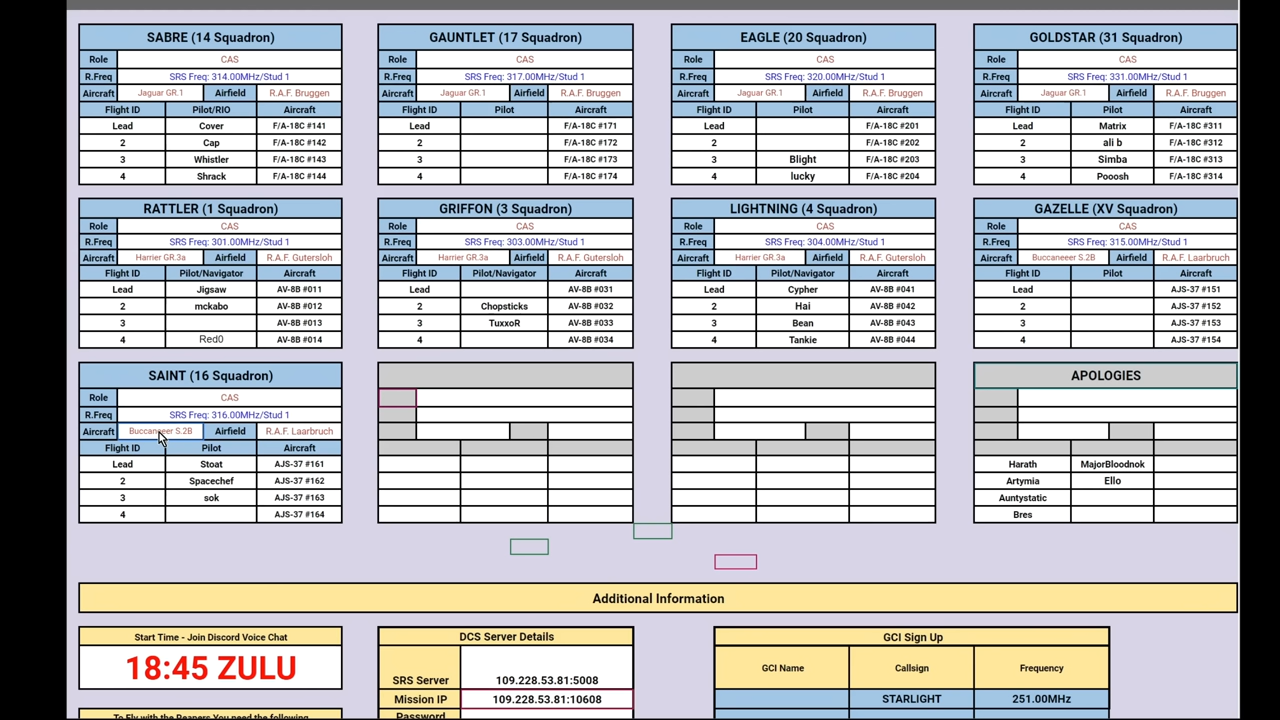 SABRE (14 Squadron)
Role CAS
R.Freq SRS Freq: 314.00MHz/Stud 1
Aircraft Jaguar GR.1 Airfield R.A.F. Bruggen
Flight ID Pilot/RIO Aircraft
Lead Cover F/A-18C #141
2 Cap F/A-18C #142
3 Whistler F/A-18C #143
4 Shrack F/A-18C #144
GAUNTLET (17 Squadron)
Role CAS
R.Freq SRS Freq: 317.00MHz/Stud 1
Aircraft Jaguar GR.1 Airfield R.A.F. Bruggen
Flight ID Pilot Aircraft
Lead F/A-18C #171
2 F/A-18C #172
3 F/A-18C #173
4 F/A-18C #174
EAGLE (20 Squadron)
Role CAS
R.Freq SRS Freq: 320.00MHz/Stud 1
Aircraft Jaguar GR.1 Airfield R.A.F. Bruggen
Flight ID Pilot Aircraft
Lead F/A-18C #201
2 F/A-18C #202
3 Blight F/A-18C #203
4 lucky F/A-18C #204
GOLDSTAR (31 Squadron)
Role CAS
R.Freq SRS Freq: 331.00MHz/Stud 1
Aircraft Jaguar GR.1 Airfield R.A.F. Bruggen
Flight ID Pilot Aircraft
Lead Matrix F/A-18C #311
2 ali b F/A-18C #312
3 Simba F/A-18C #313
4 Pooosh F/A-18C #314
RATTLER (1 Squadron)
Role CAS
R.Freq SRS Freq: 301.00MHz/Stud 1
Aircraft Harrier GR.3a Airfield R.A.F. Gutersloh
Flight ID Pilot/Navigator Aircraft
Lead Jigsaw AV-8B #011
2 mckabo AV-8B #012
3 AV-8B #013
4 Red0 AV-8B #014
GRIFFON (3 Squadron)
Role CAS
R.Freq SRS Freq: 303.00MHz/Stud 1
Aircraft Harrier GR.3a Airfield R.A.F. Gutersloh
Flight ID Pilot/Navigator Aircraft
Lead AV-8B #031
2 Chopsticks AV-8B #032
3 TuxxoR AV-8B #033
4 AV-8B #034
LIGHTNING (4 Squadron)
Role CAS
R.Freq SRS Freq: 304.00MHz/Stud 1
Aircraft Harrier GR.3a Airfield R.A.F. Gutersloh
Flight ID Pilot/Navigator Aircraft
Lead Cypher AV-8B #041
2 Hai AV-8B #042
3 Bean AV-8B #043
4 Tankie AV-8B #044
GAZELLE (XV Squadron)
Role CAS
R.Freq SRS Freq: 315.00MHz/Stud 1
Aircraft Buccaneeer S.2B Airfield R.A.F. Laarbruch
Flight ID Pilot Aircraft
Lead AJS-37 #151
2 AJS-37 #152
3 AJS-37 #153
4 AJS-37 #154
SAINT (16 Squadron)
Role CAS
R.Freq SRS Freq: 316.00MHz/Stud 1
Aircraft Buccaneer S.2B Airfield R.A.F. Laarbruch
Flight ID Pilot Aircraft
Lead Stoat AJS-37 #161
2 Spacechef AJS-37 #162
3 sok AJS-37 #163
4 AJS-37 #164
APOLOGIES
Harath MajorBloodnok
Artymia Ello
Auntystatic
Bres
Additional Information
Start Time - Join Discord Voice Chat
18:45 ZULU
To Fly with the Reapers You need the following
DCS Server Details
SRS Server 109.228.53.81:5008
Mission IP 109.228.53.81:10608
Password
GCI Sign Up
GCI Name Callsign Frequency
STARLIGHT 251.00MHz